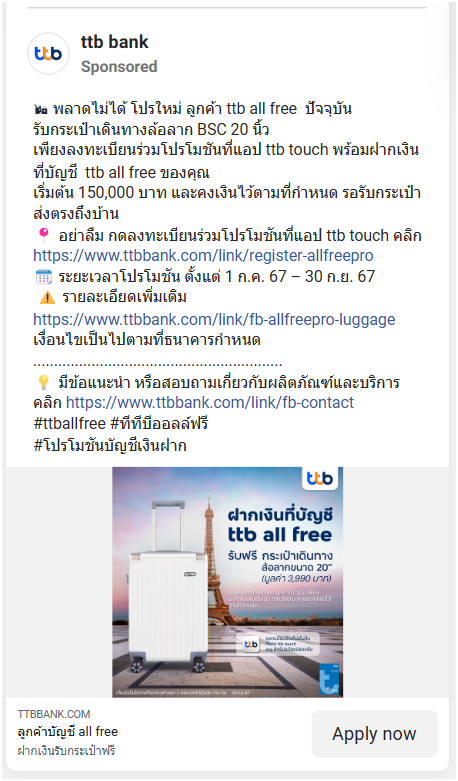 ttb bank
Sponsored
พลาดไม่ได้ โปรใหม่ ลูกค้า ttb all free ปัจจุบัน
รับกระเป๋าเดินทางล้อลาก BSC 20 นิ้ว
เพียงลงทะเบียนร่วมโปรโมชันที่แอป ttb touch พร้อมฝากเงิน
ที่บัญชี ttb all free ของคุณ
เริ่มต้น 150,000 บาท และคงเงินไว้ตามที่กำหนด รอรับกระเป๋า
ส่งตรงถึงบ้าน
📍 อย่าลืม กดลงทะเบียนร่วมโปรโมชันที่แอป ttb touch คลิก
https://www.ttbbank.com/link/register-allfreepro
🗓️ ระยะเวลาโปรโมชัน ตั้งแต่ 1 ก.ค. 67 – 30 ก.ย. 67
⚠️ รายละเอียดเพิ่มเติม
https://www.ttbbank.com/link/fb-allfreepro-luggage
เงื่อนไขเป็นไปตามที่ธนาคารกำหนด
............................................................
💡 มีข้อแนะนำ หรือสอบถามเกี่ยวกับผลิตภัณฑ์และบริการ
คลิก https://www.ttbbank.com/link/fb-contact
#ttballfree #ทีทีบีออลล์ฟรี
#โปรโมชันบัญชีเงินฝาก
ttb
ฝากเงินที่บัญชี
ttb all free
รับฟรี กระเป๋าเดินทาง
ล้อลากขนาด 20"
(มูลค่า 3,990 บาท)
ttb
TTBBANK.COM
ลูกค้าบัญชี all free
ฝากเงินรับกระเป๋าฟรี
Apply now